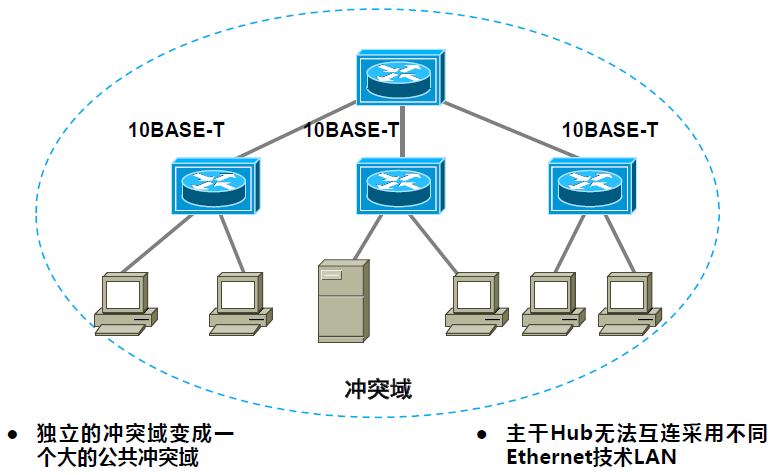 10BASE-T 10BASE-T 10BASE-T
冲突域
● 独立的冲突域变成一
个大的公共冲突域
● 主干Hub无法互连采用不同
Ethernet技术LAN